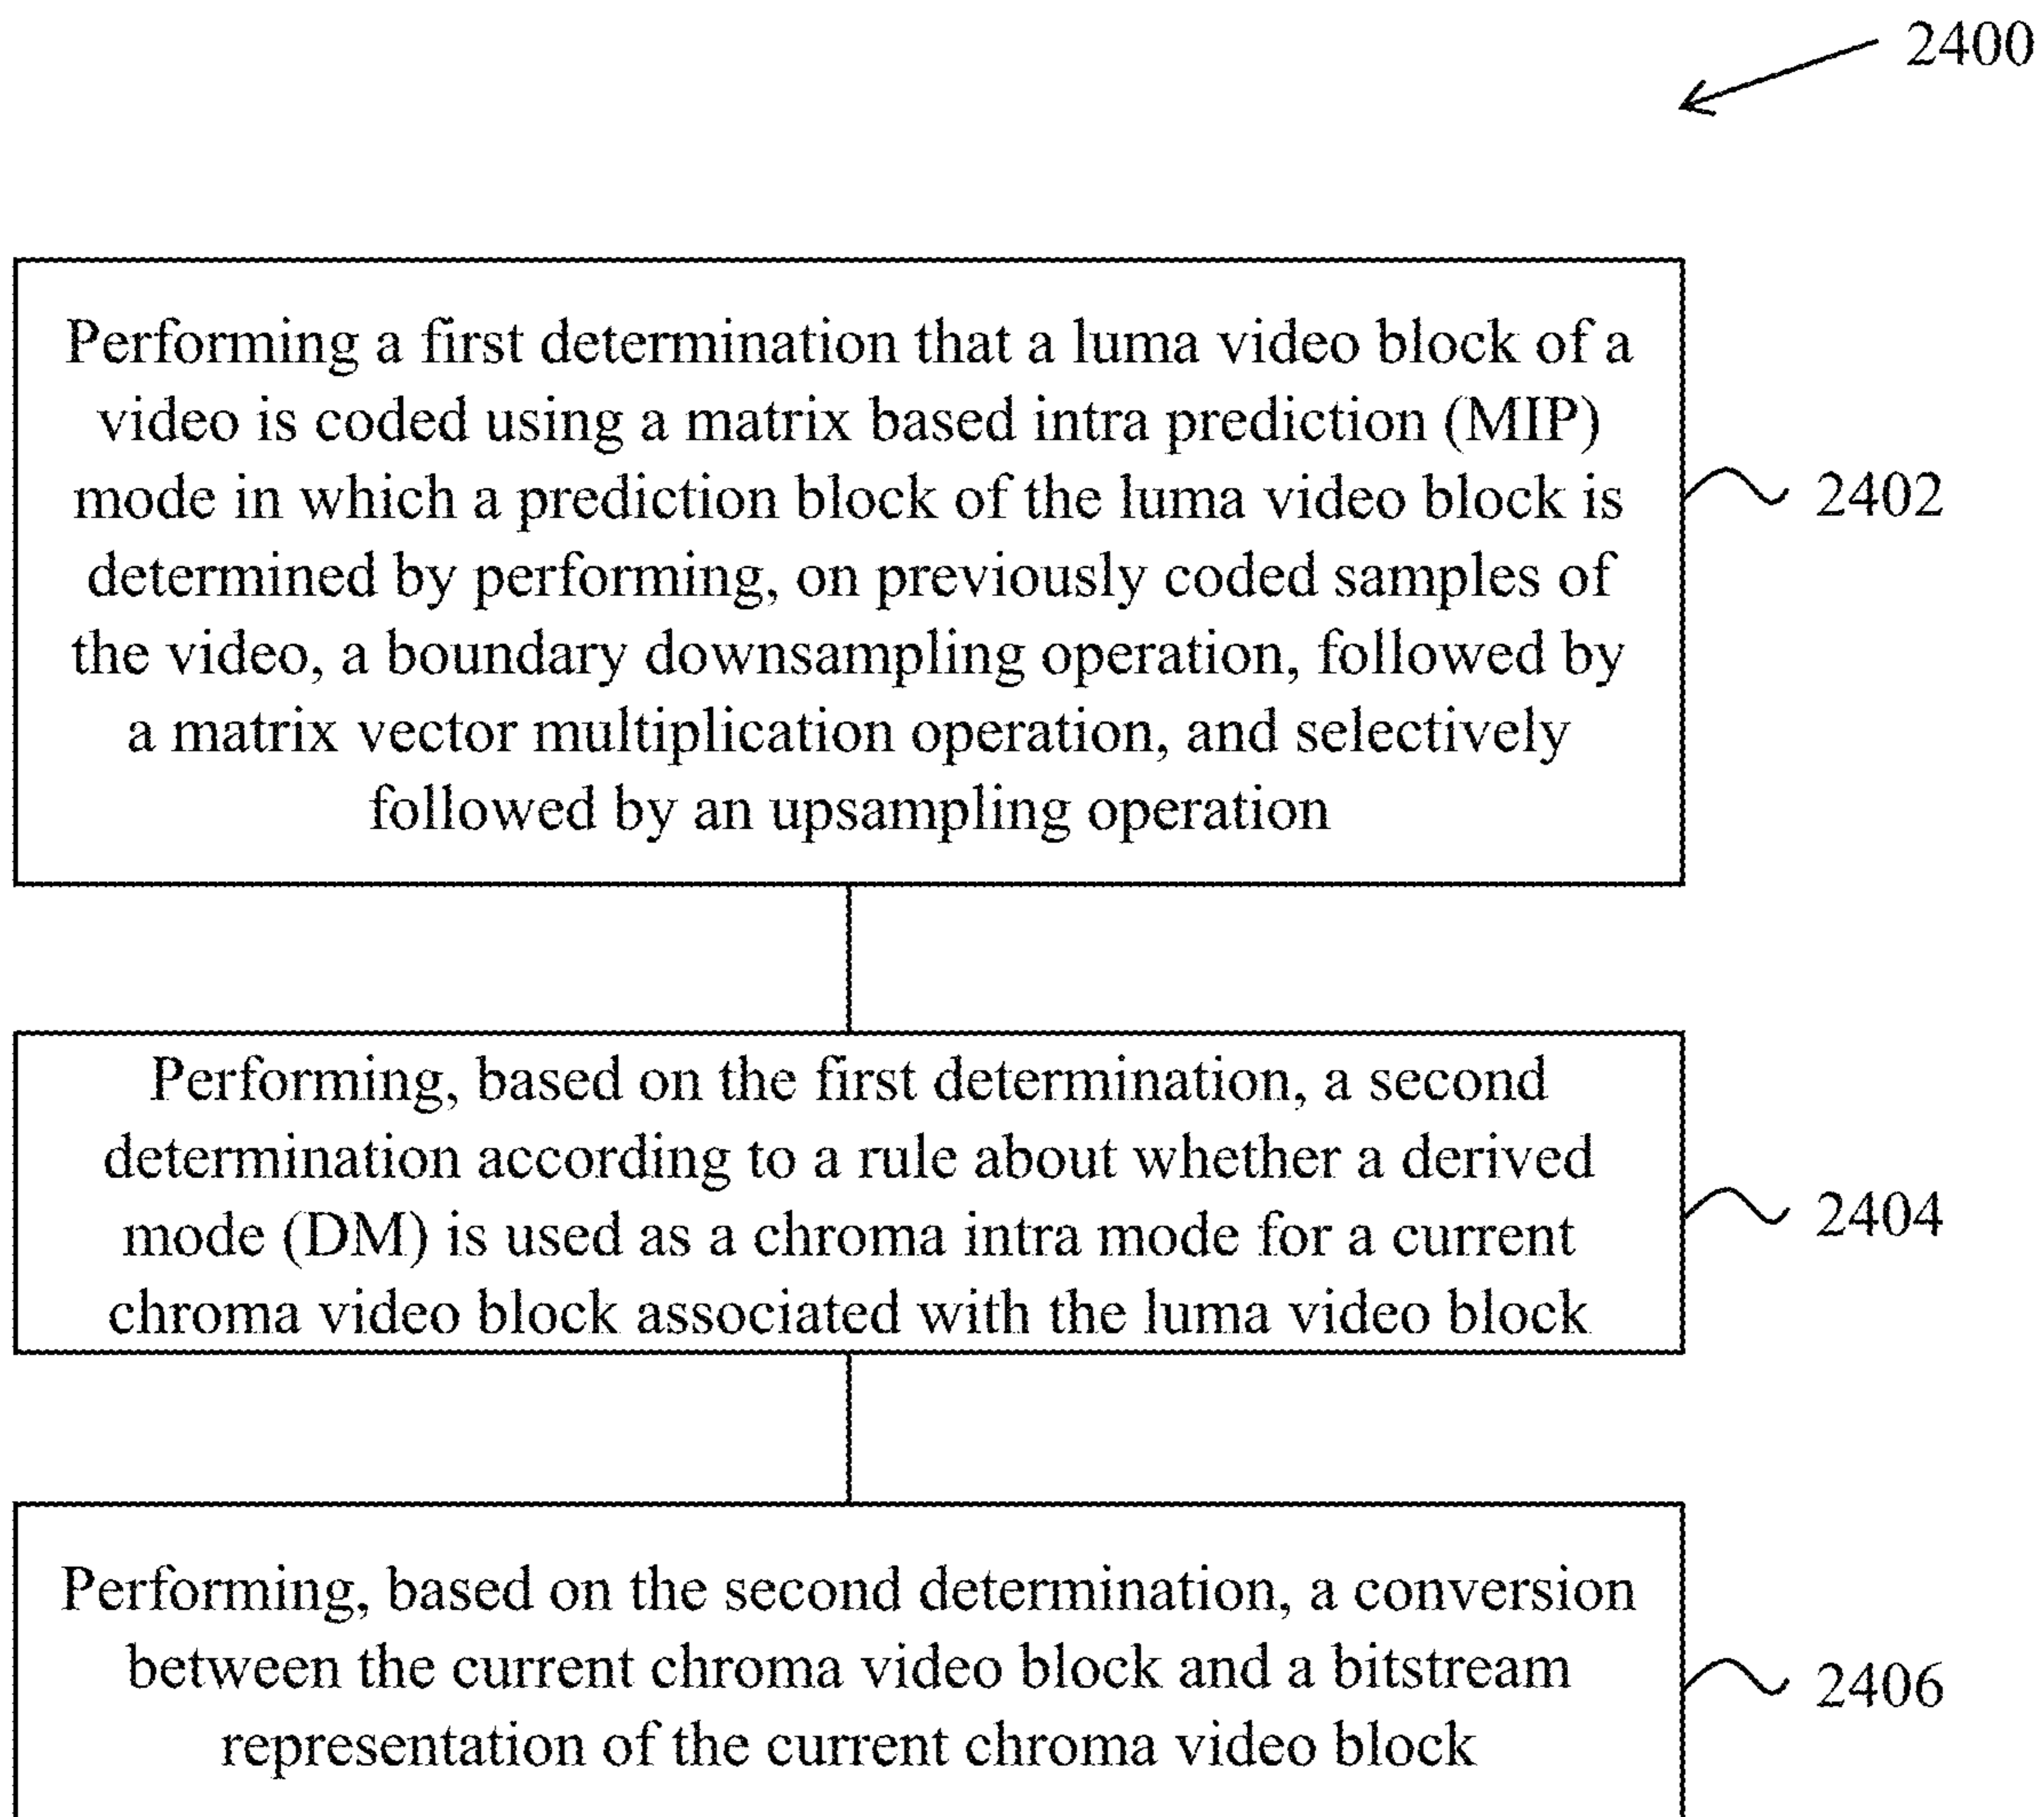 2400
Performing a first determination that a luma video block of a
video is coded using a matrix based intra prediction (MIP)
mode in which a prediction block of the luma video block is
determined by performing, on previously coded samples of
the video, a boundary downsampling operation, followed by
a matrix vector multiplication operation, and selectively
followed by an upsampling operation
2402
Performing, based on the first determination, a second
determination according to a rule about whether a derived
mode (DM) is used as a chroma intra mode for a current
chroma video block associated with the luma video block
2404
Performing, based on the second determination, a conversion
between the current chroma video block and a bitstream
representation of the current chroma video block
2406